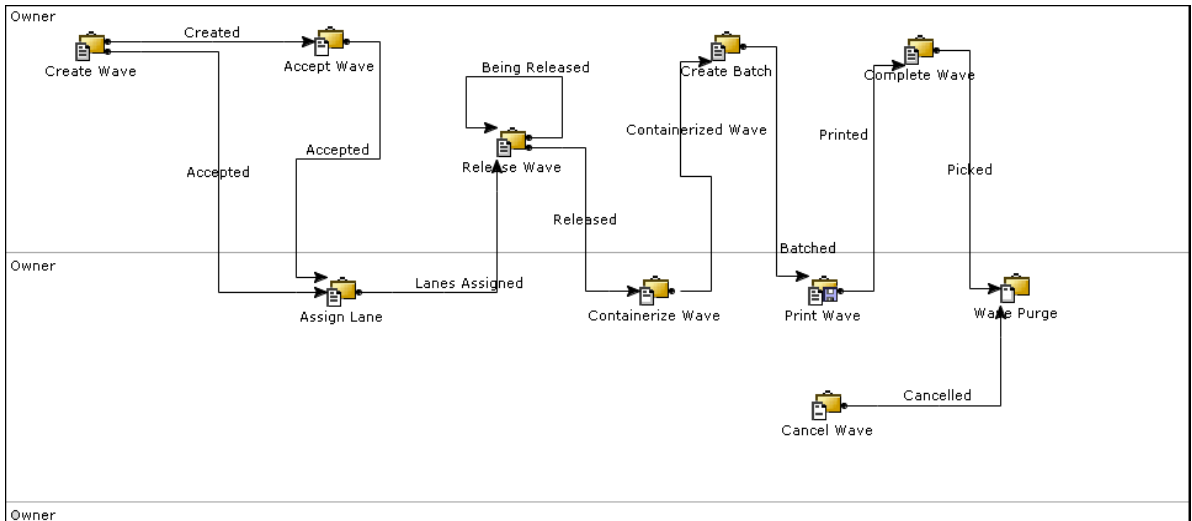 Owner
Created
Create Wave
Accept Wave
Being Released
Create Batch
Complete Wave
Containerized Wave
Printed
Accepted
Accepted
Release Wave
Picked
Released
Batched
Owner
Lanes Assigned
Assign Lane
Containerize Wave
Print Wave
Wave Purge
Cancelled
Cancel Wave
Owner